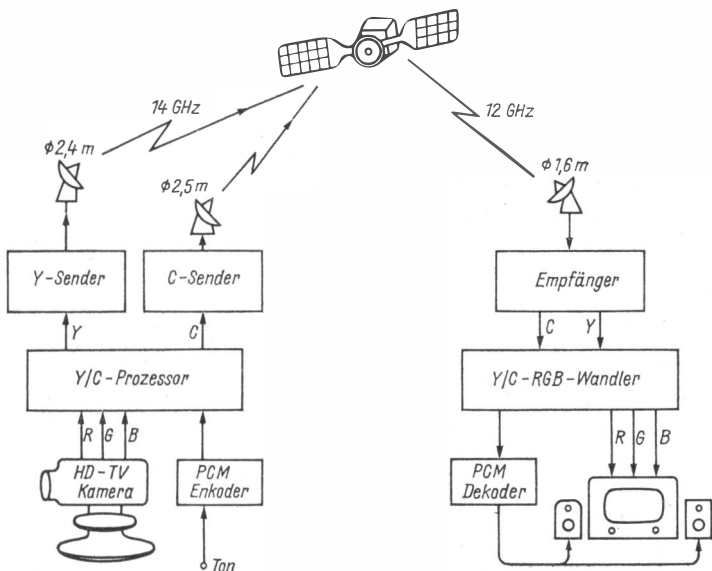 14 GHz
12 GHz
ϕ2,4 m
ϕ2,5 m
ϕ1,6 m
Y-Sender
C-Sender
Empfänger
Y
C
C
Y
Y/C-Prozessor
Y/C-RGB-Wandler
R
G
B
R
G
B
HD-TV
Kamera
PCM
Enkoder
PCM
Dekoder
Ton